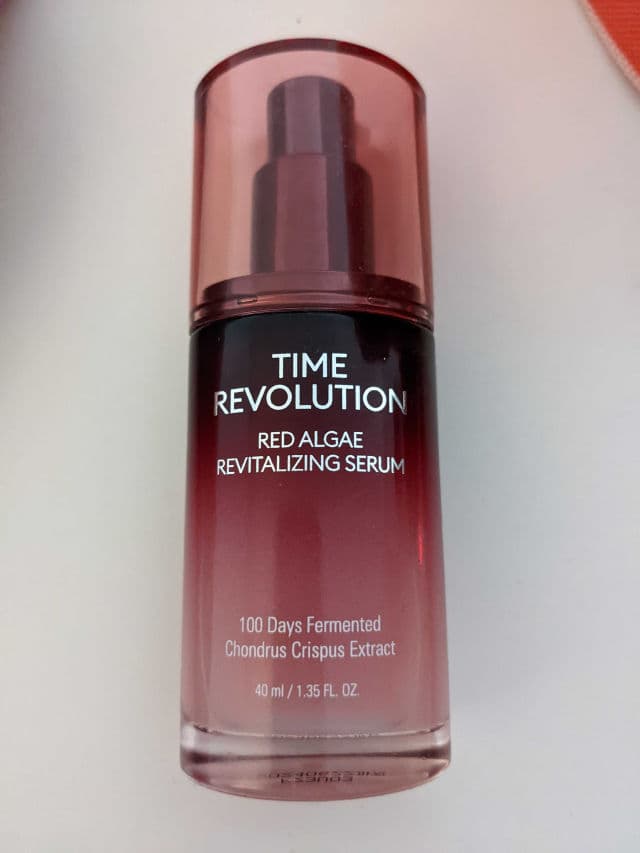 TIME
REVOLUTION
RED ALGAE
REVITALIZING SERUM
100 Days Fermented
Chondrus Crispus Extract
40 ml / 1.35 FL. OZ.